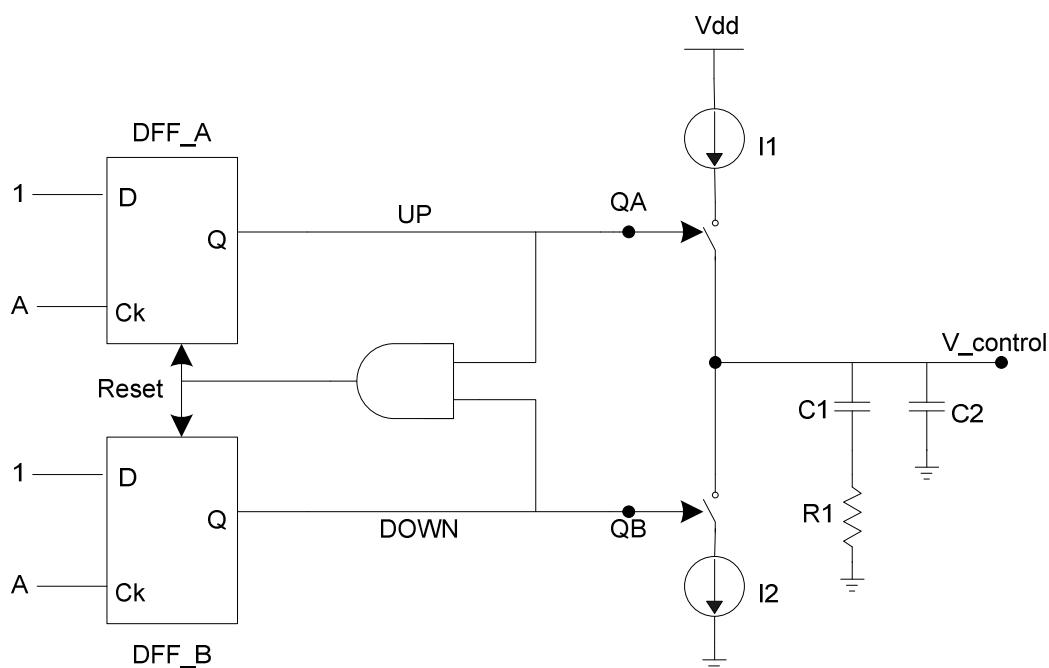 Vdd
DFF_A
I1
1
D
UP
QA
Q
A
Ck
V_control
Reset
C1
C2
1
D
R1
Q
DOWN
QB
A
Ck
I2
DFF_B